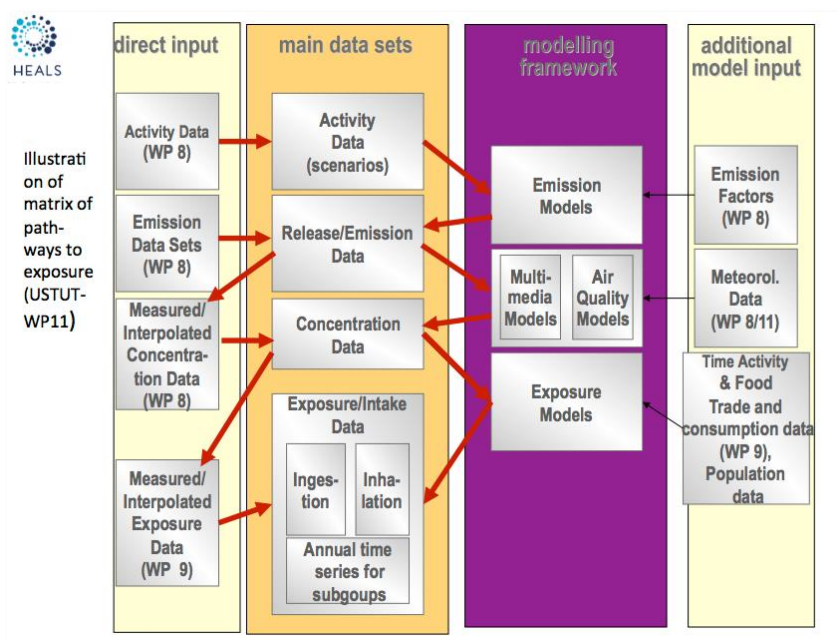 HEALS
Illustrati
on of
matrix of
path-
ways to
exposure
(USTUT-
WP11)
direct input
Activity Data
(WP 8)
Emission
Data Sets
(WP 8)
Measured/
Interpolated
Concentra-
tion Data
(WP 8)
Measured/
Interpolated
Exposure
Data
(WP 9)
main data sets
Activity
Data
(scenarios)
Release/Emission
Data
Concentration
Data
Exposure/Intake
Data
Inges-
tion
Inha-
lation
Annual time
series for
subgoups
modelling
framework
Emission
Models
Multi-
media
Models
Air
Quality
Models
Exposure
Models
additional
model input
Emission
Factors
(WP 8)
Meteorol.
Data
(WP 8/11)
Time Activity
& Food
Trade and
consumption data
(WP 9),
Population
data